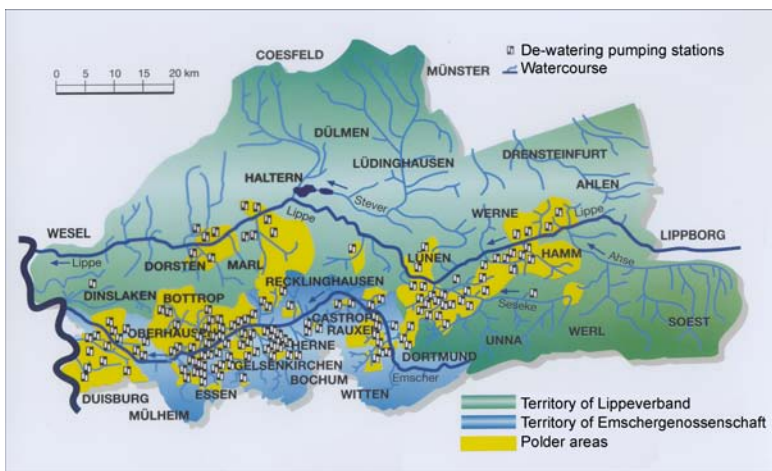 COESFELD
De-watering pumping stations
MÜNSTER
Watercourse
0 5 10 15 20 km
DÜLMEN
LÜDINGHAUSEN
DRENSTEINFURT
HALTERN
AHLEN
Stever
WERNE
Lippe
Lippe
WESEL
LIPPBORG
Lippe
DORSTEN
MARL
LÜNEN
HAMM
Ahse
RECKLINGHAUSEN
DINSLAKEN
BOTTROP
Seseke
CASTROP
RAUXEN
SOEST
OBERHAUSEN
WERL
UNNA
HERNE
DORTMUND
GELSENKIRCHEN
BOCHUM
Emscher
ESSEN
WITTEN
DUISBURG
MÜLHEIM
Territory of Lippeverband
Territory of Emschergenossenschaft
Polder areas